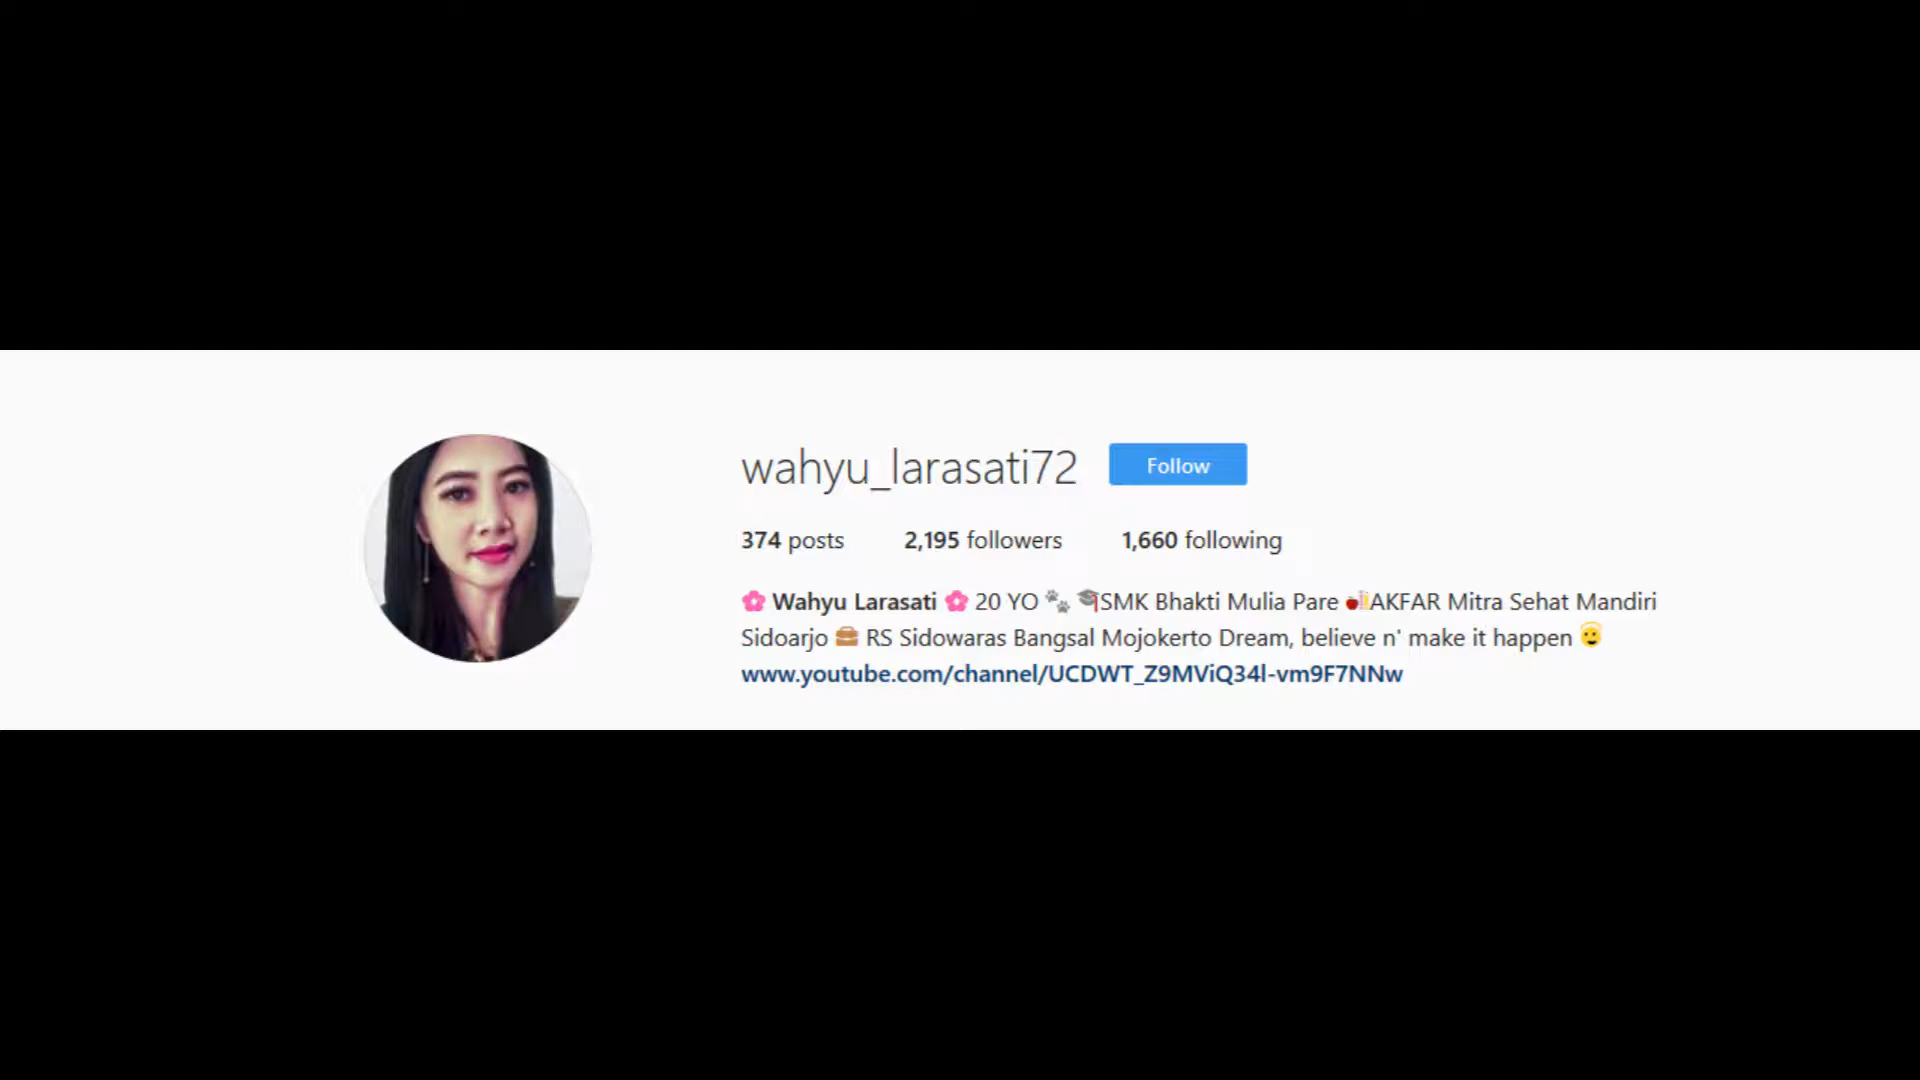 wahyu_larasati72 Follow
374 posts 2,195 followers 1,660 following
🌸 Wahyu Larasati 🌸 20 YO 🐾 🎓SMK Bhakti Mulia Pare AKFAR Mitra Sehat Mandiri
Sidoarjo 💼 RS Sidowaras Bangsal Mojokerto Dream, believe n' make it happen 😇
www.youtube.com/channel/UCDWT_Z9MViQ34l-vm9F7NNw